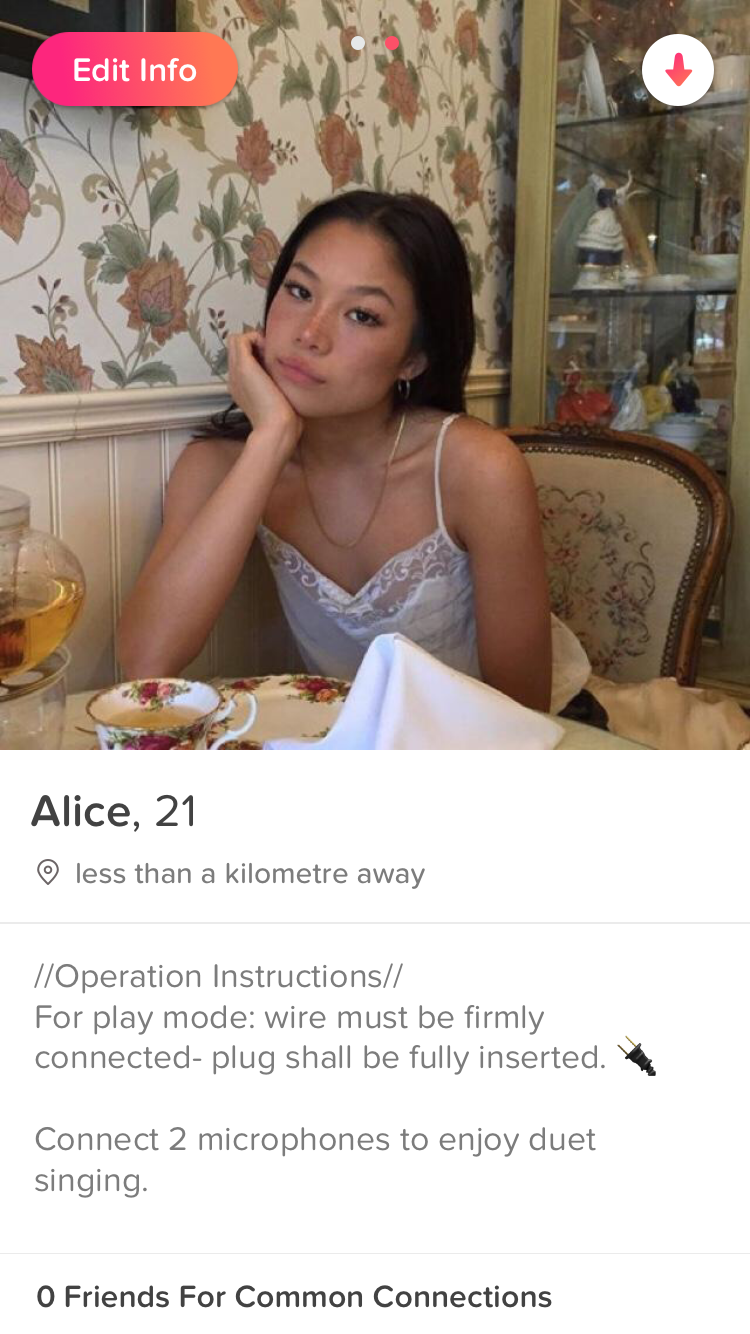 Edit Info
Alice, 21
less than a kilometre away
//Operation Instructions//
For play mode: wire must be firmly
connected- plug shall be fully inserted. 🔌
Connect 2 microphones to enjoy duet
singing.
0 Friends For Common Connections